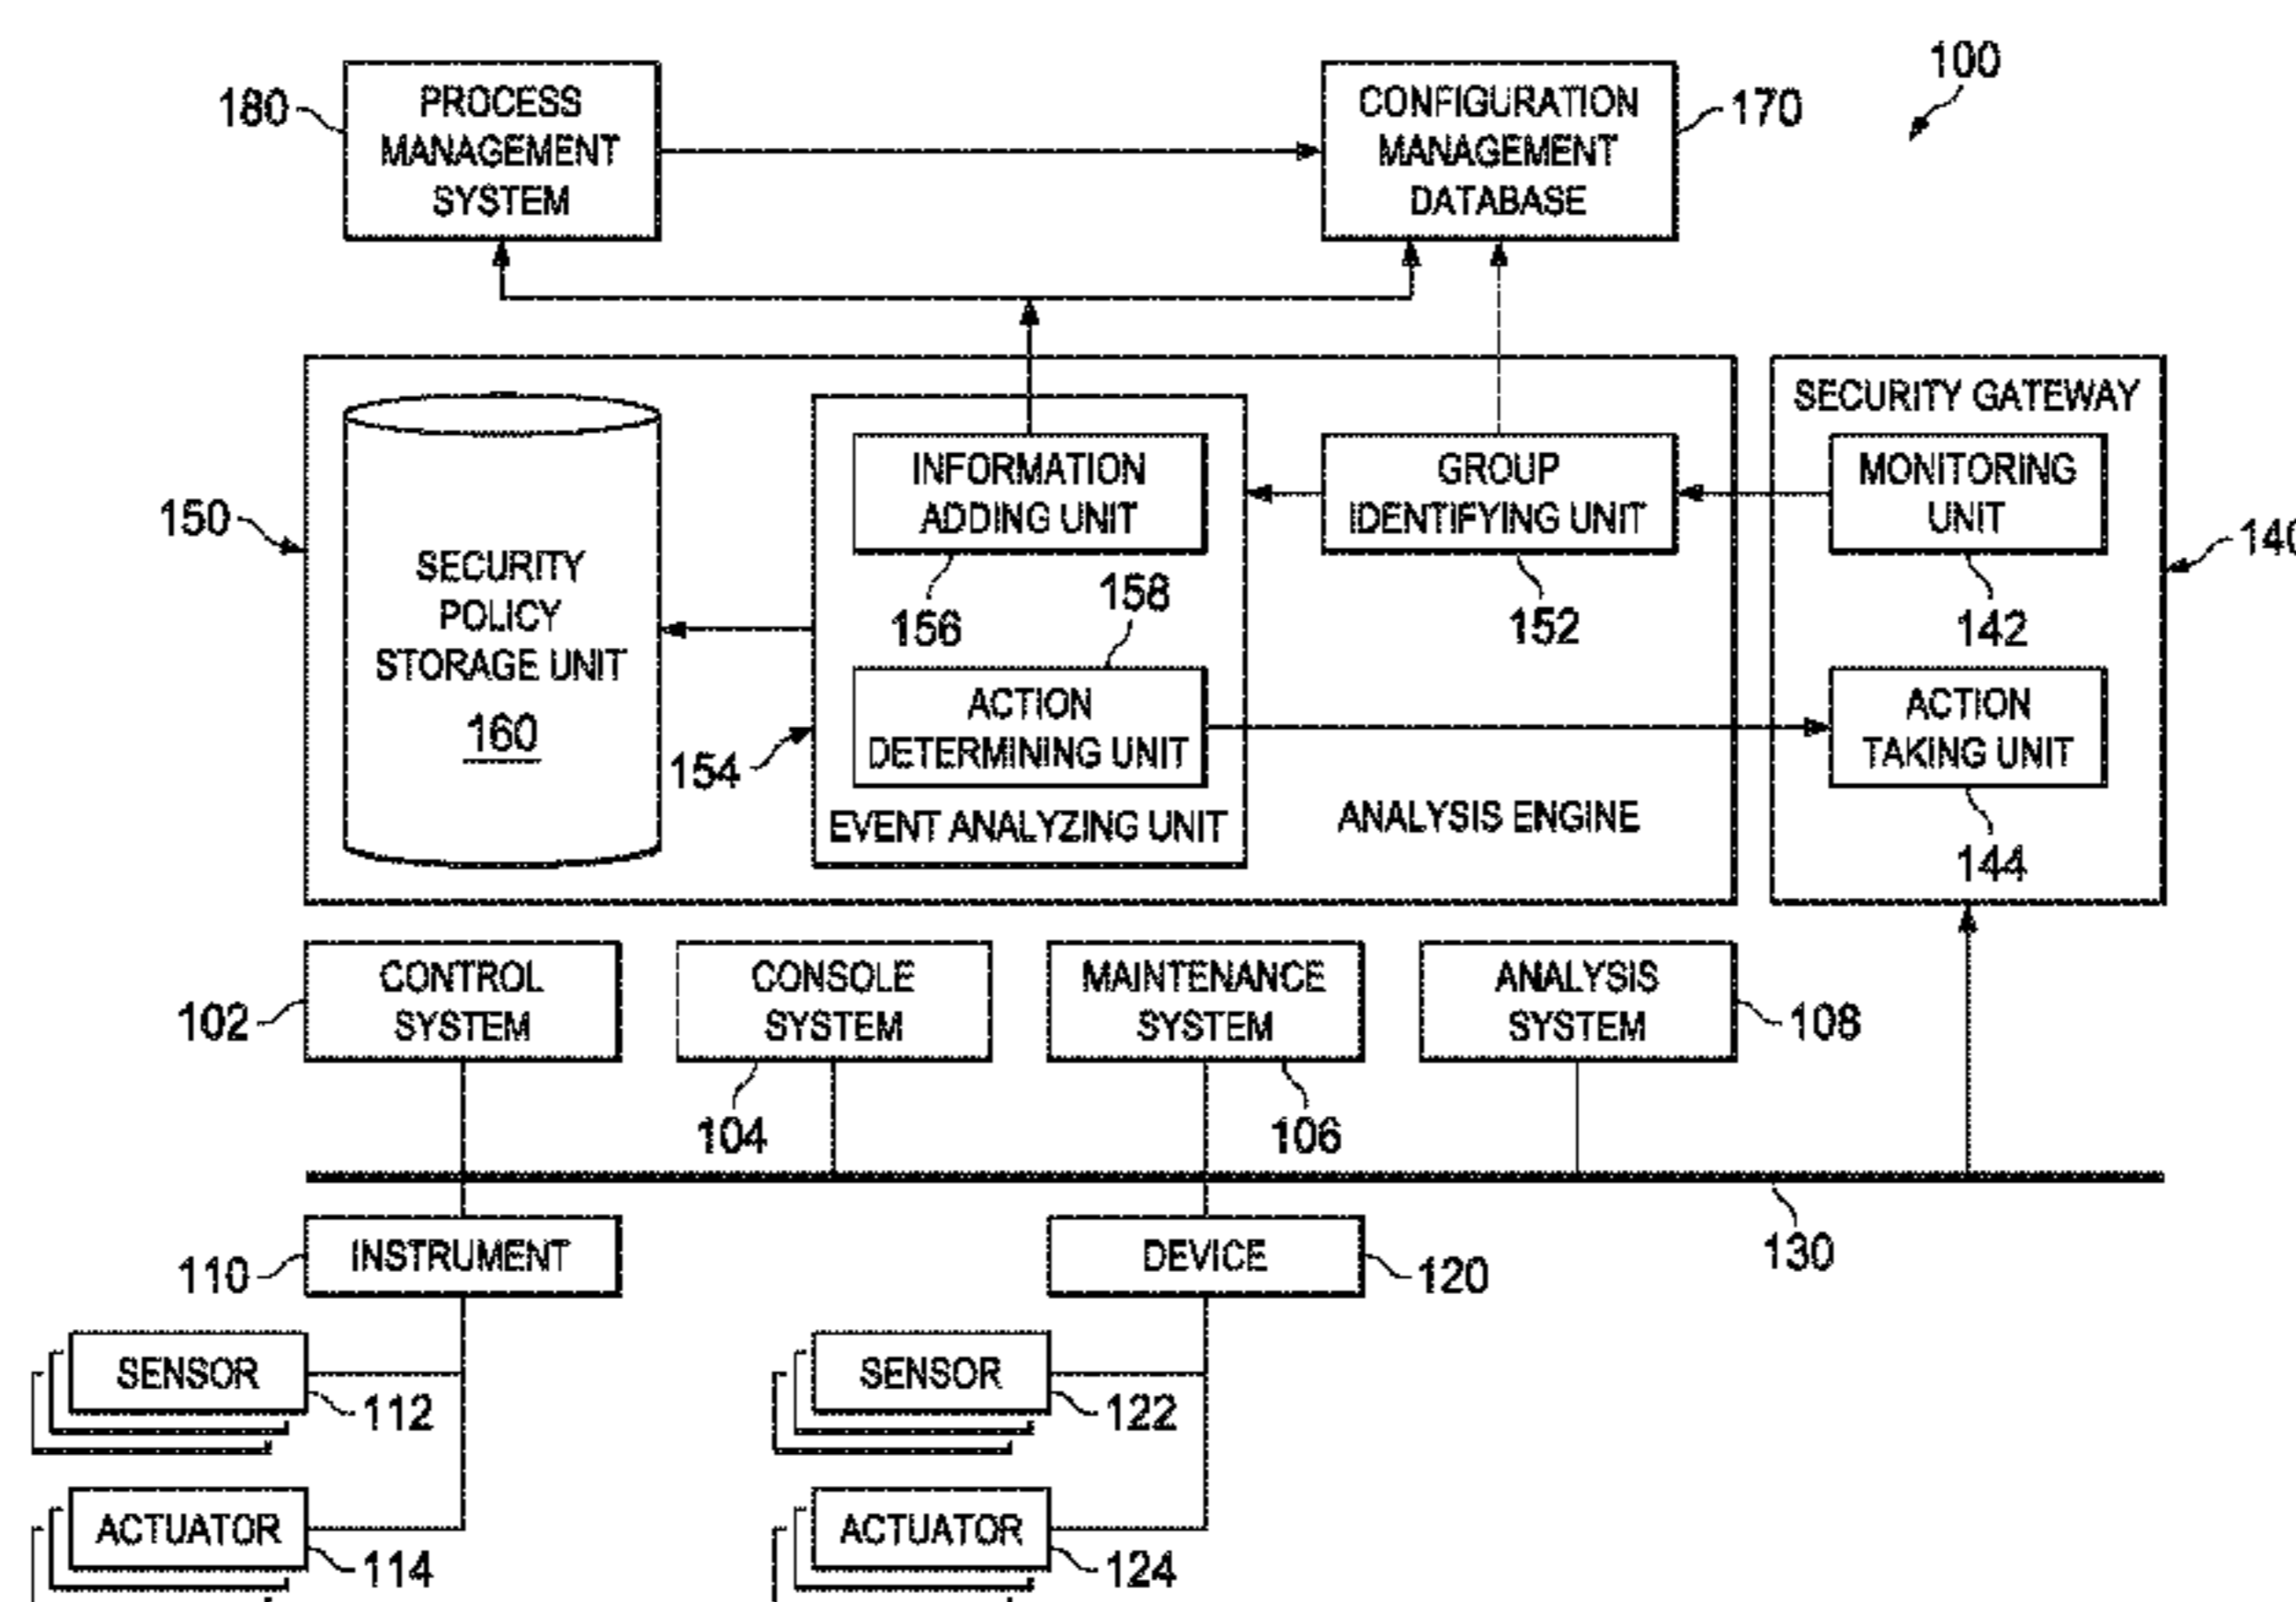 100
180
PROCESS
MANAGEMENT
SYSTEM
CONFIGURATION
MANAGEMENT
DATABASE
170
150
SECURITY
POLICY
STORAGE UNIT
160
INFORMATION
ADDING UNIT
156
158
ACTION
DETERMINING UNIT
154
EVENT ANALYZING UNIT
GROUP
IDENTIFYING UNIT
152
ANALYSIS ENGINE
SECURITY GATEWAY
MONITORING
UNIT
142
140
ACTION
TAKING UNIT
144
102
CONTROL
SYSTEM
CONSOLE
SYSTEM
104
MAINTENANCE
SYSTEM
106
ANALYSIS
SYSTEM
108
130
110
INSTRUMENT
DEVICE
120
SENSOR
112
SENSOR
122
ACTUATOR
114
ACTUATOR
124